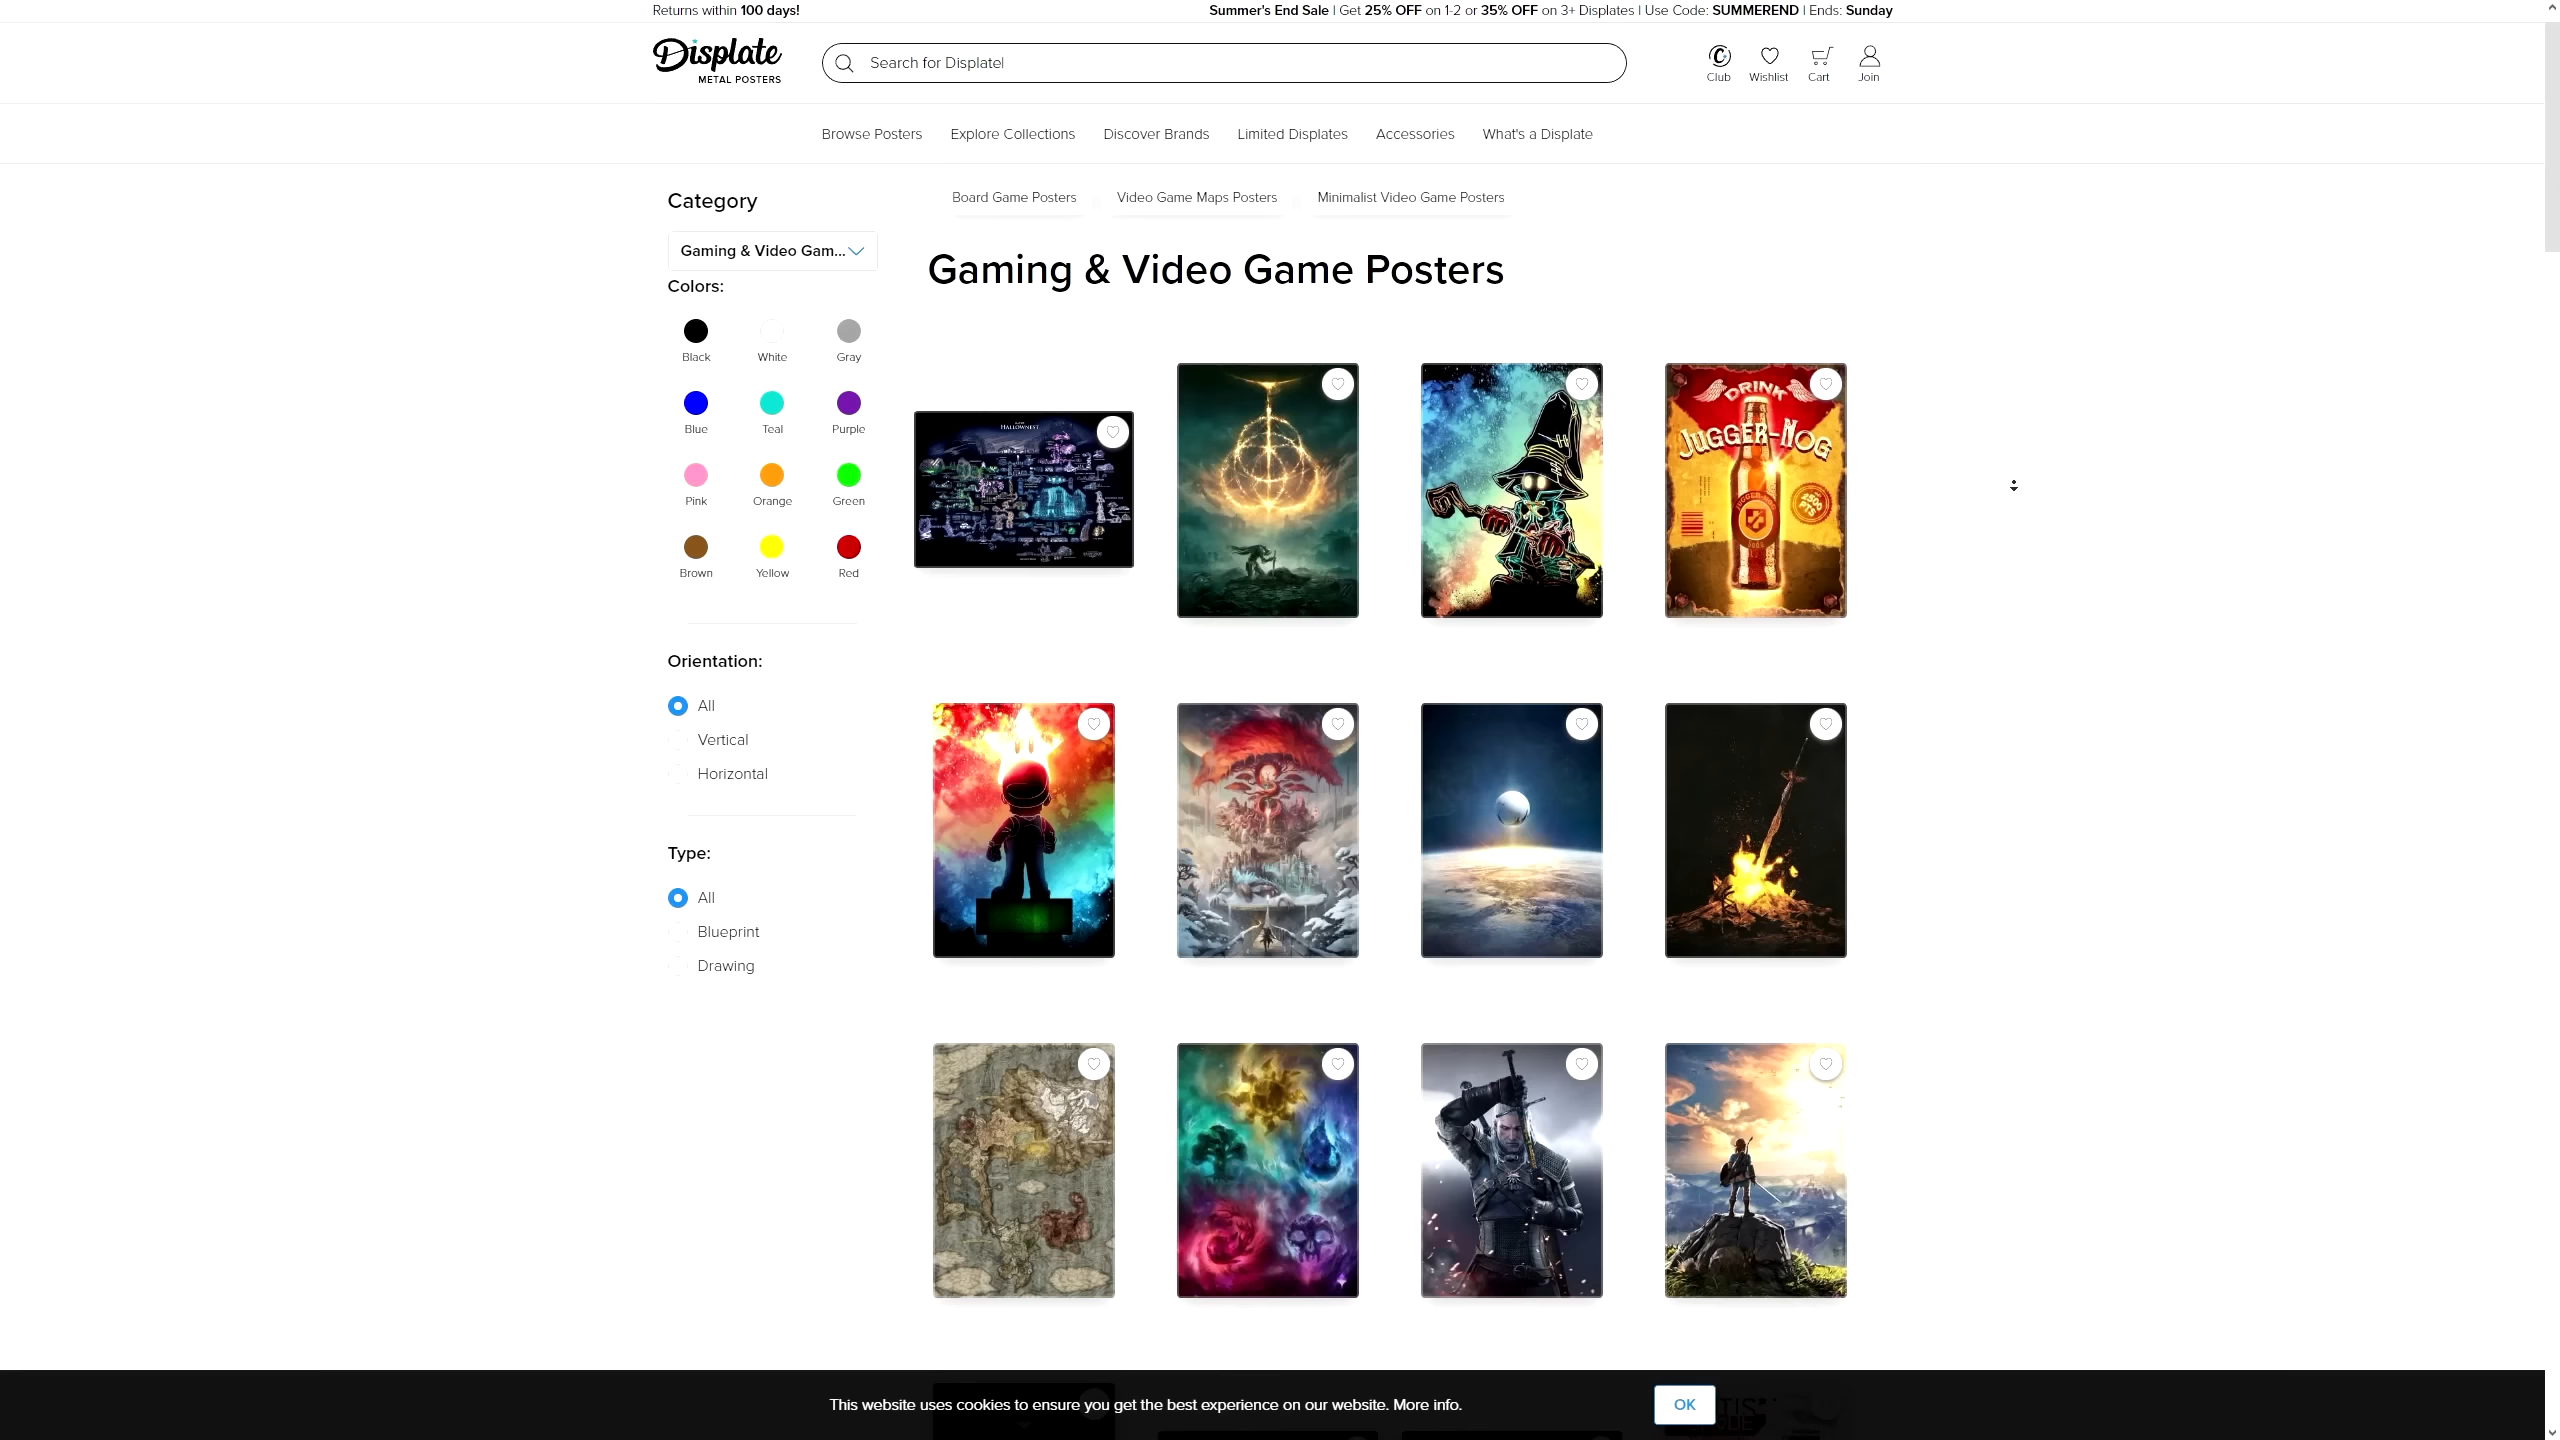 Returns within 100 days!
Summer's End Sale | Get 25% OFF on 1-2 or 35% OFF on 3+ Displates | Use Code: SUMMEREND | Ends: Sunday
Displate
METAL POSTERS
Search for Displate|
Club
Wishlist
Cart
Join
Browse Posters
Explore Collections
Discover Brands
Limited Displates
Accessories
What's a Displate
Category
Board Game Posters
Video Game Maps Posters
Minimalist Video Game Posters
Gaming & Video Gam...
Gaming & Video Game Posters
Colors:
Black
White
Gray
Blue
Teal
Purple
Pink
Orange
Green
Brown
Yellow
Red
HALLOWNEST
DRINK
JUGGER-NOG
2500
PTS
Orientation:
All
Vertical
Horizontal
Type:
All
Blueprint
Drawing
This website uses cookies to ensure you get the best experience on our website. More info.
OK